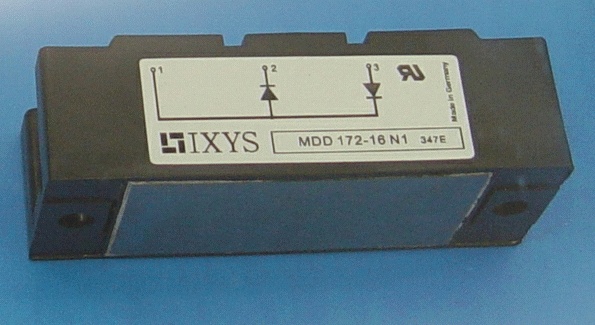 1 2 3
Made in Germany
IXYS
MDD 172-16 N1 347E